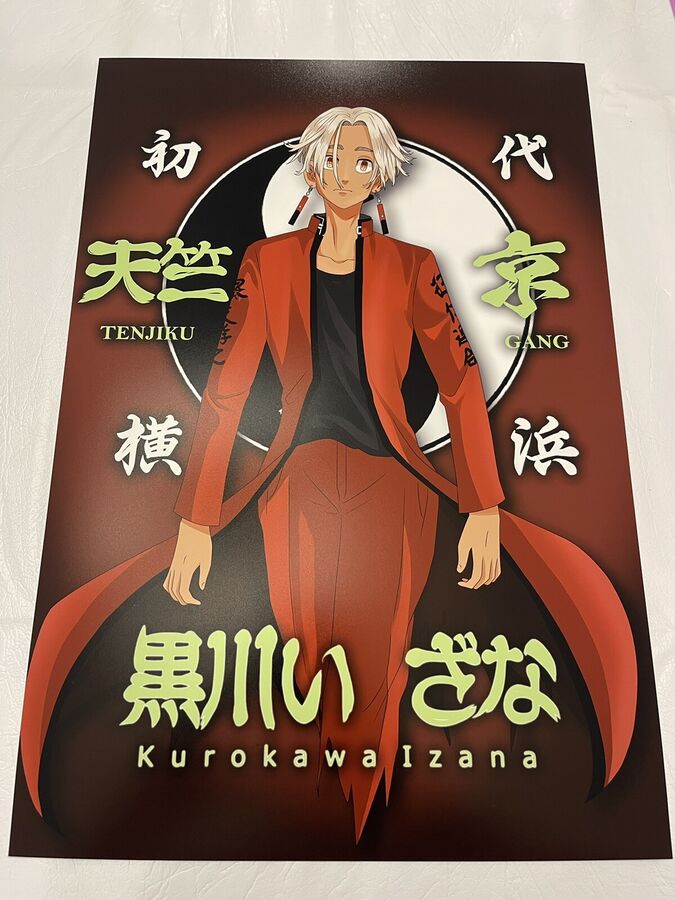 初 代
天竺 京
TENJIKU GANG
横 浜
黒川い ざな
Kurokawa Izana